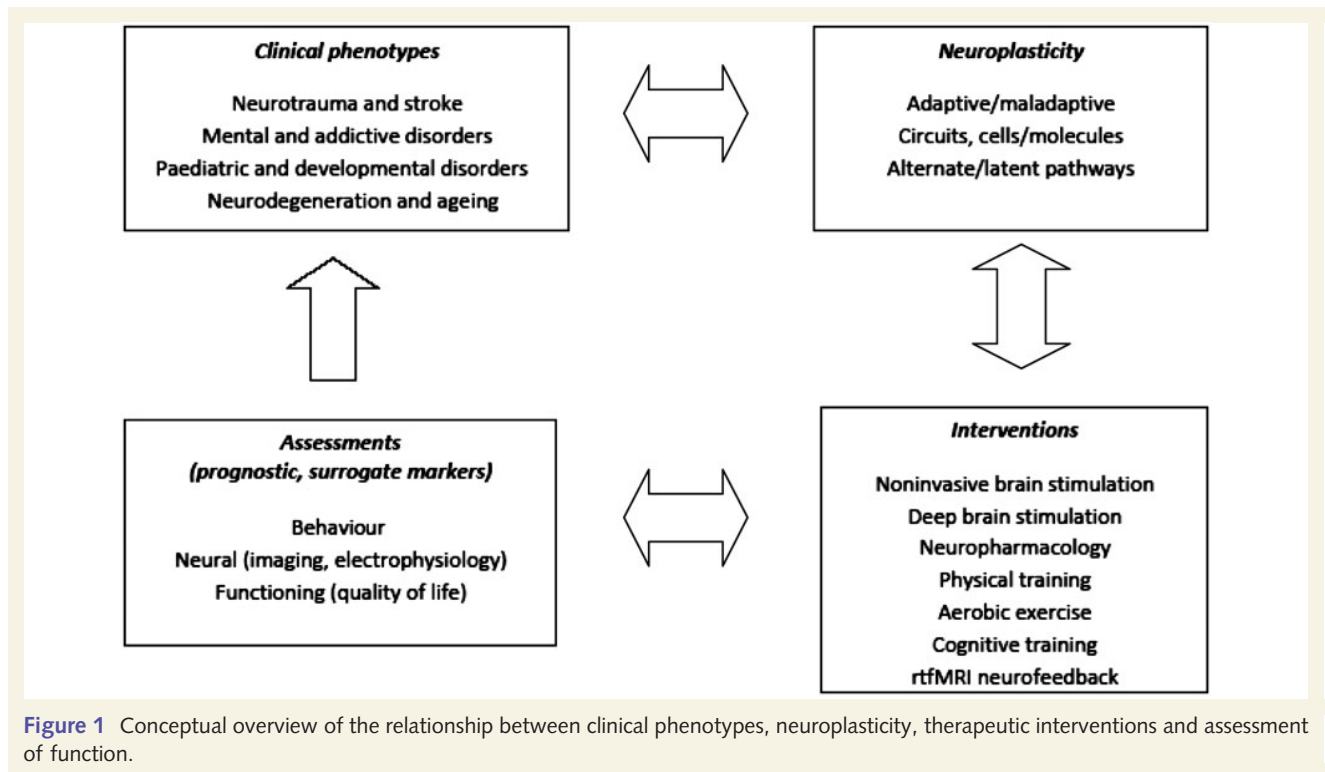 Clinical phenotypes
Neurotrauma and stroke
Mental and addictive disorders
Paediatric and developmental disorders
Neurodegeneration and ageing
Neuroplasticity
Adaptive/maladaptive
Circuits, cells/molecules
Alternate/latent pathways
Assessments
(prognostic, surrogate markers)
Behaviour
Neural (imaging, electrophysiology)
Functioning (quality of life)
Interventions
Noninvasive brain stimulation
Deep brain stimulation
Neuropharmacology
Physical training
Aerobic exercise
Cognitive training
rtfMRI neurofeedback
Figure 1 Conceptual overview of the relationship between clinical phenotypes, neuroplasticity, therapeutic interventions and assessment
of function.